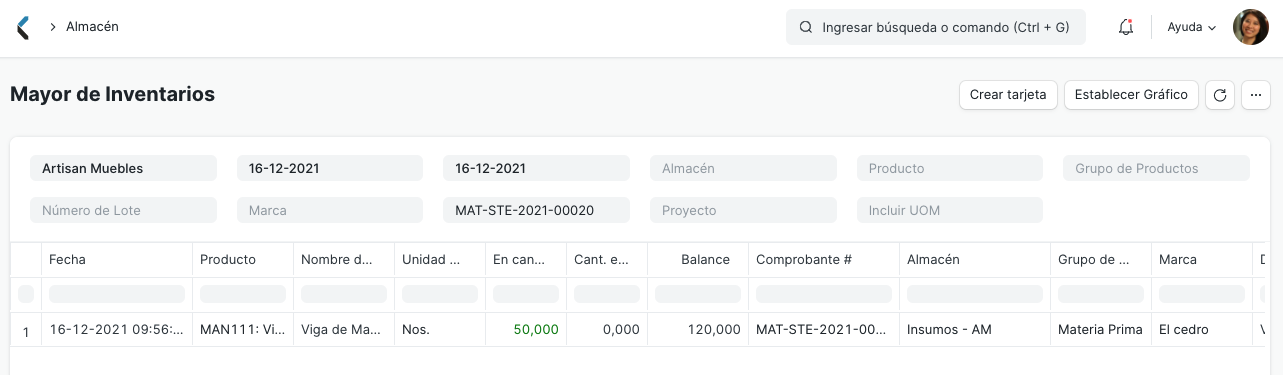 Almacén
Ingresar búsqueda o comando (Ctrl + G)
Ayuda
Mayor de Inventarios
Crear tarjeta
Establecer Gráfico
Artisan Muebles 16-12-2021 16-12-2021 Almacén Producto Grupo de Productos
Número de Lote Marca MAT-STE-2021-00020 Proyecto Incluir UOM
Fecha Producto Nombre d... Unidad ... En can... Cant. e... Balance Comprobante # Almacén Grupo de ... Marca
1 16-12-2021 09:56:... MAN111: Vi... Viga de Ma... Nos. 50,000 0,000 120,000 MAT-STE-2021-00... Insumos - AM Materia Prima El cedro